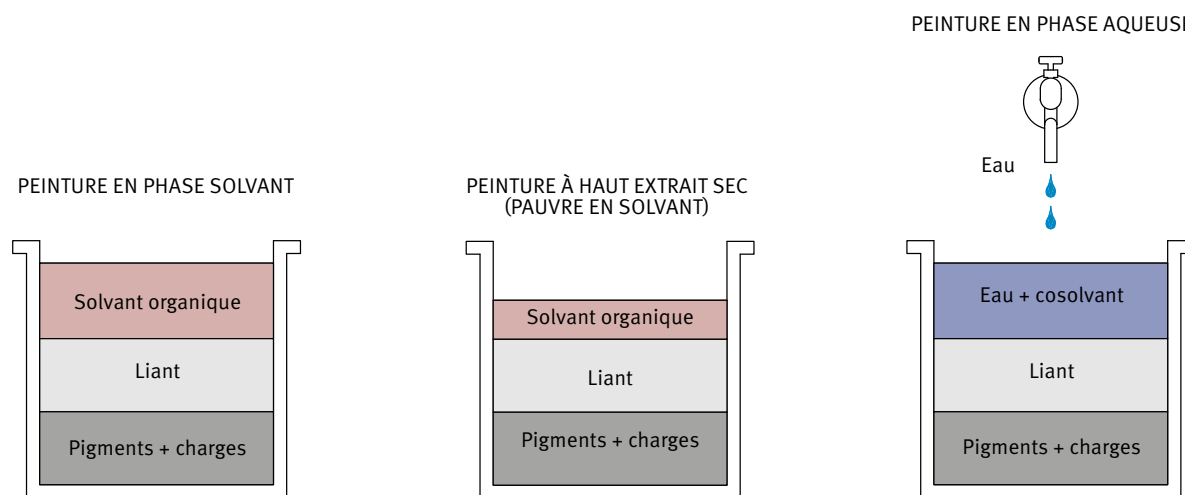 PEINTURE EN PHASE SOLVANT
Solvant organique
Liant
Pigments + charges
PEINTURE À HAUT EXTRAIT SEC
(PAUVRE EN SOLVANT)
Solvant organique
Liant
Pigments + charges
PEINTURE EN PHASE AQUEUSE
Eau
Eau + cosolvant
Liant
Pigments + charges